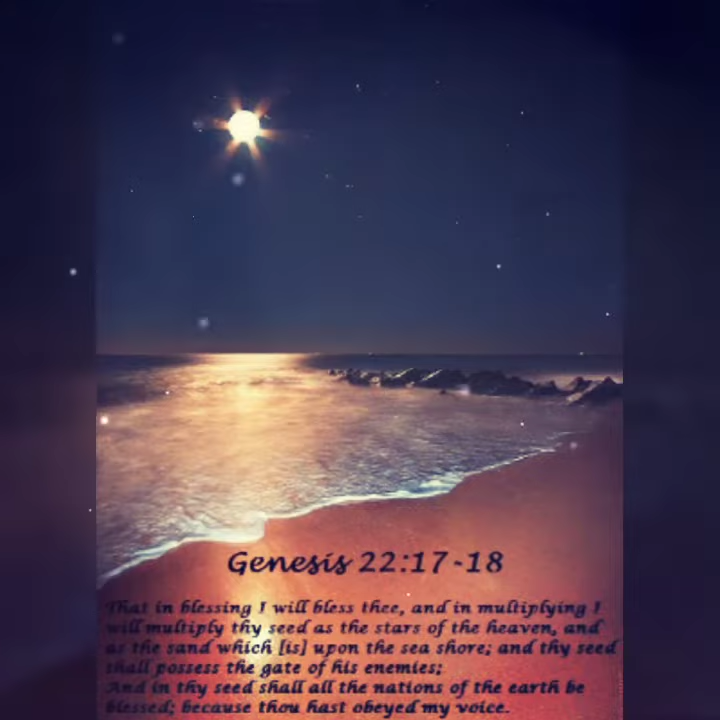 Genesis 22:17-18
That in blessing I will bless thee, and in multiplying I
will multiply thy seed as the stars of the heaven, and
as the sand which [is] upon the sea shore; and thy seed
shall possess the gate of his enemies;
And in thy seed shall all the nations of the earth be
blessed; because thou hast obeyed my voice.